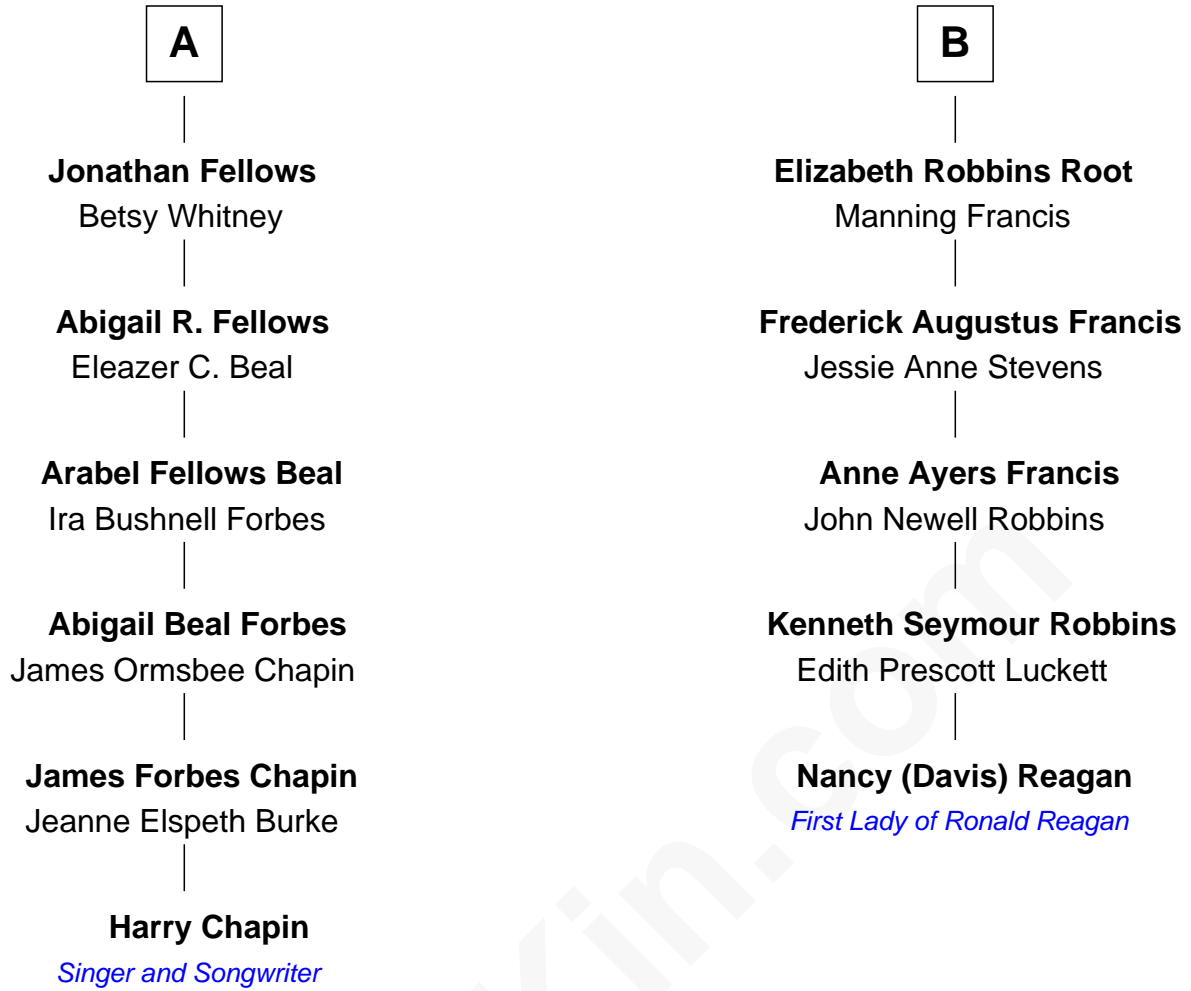 A
Jonathan Fellows
Betsy Whitney
Abigail R. Fellows
Eleazer C. Beal
Arabel Fellows Beal
Ira Bushnell Forbes
Abigail Beal Forbes
James Ormsbee Chapin
James Forbes Chapin
Jeanne Elspeth Burke
Harry Chapin
Singer and Songwriter
B
Elizabeth Robbins Root
Manning Francis
Frederick Augustus Francis
Jessie Anne Stevens
Anne Ayers Francis
John Newell Robbins
Kenneth Seymour Robbins
Edith Prescott Luckett
Nancy (Davis) Reagan
First Lady of Ronald Reagan
Kin.com